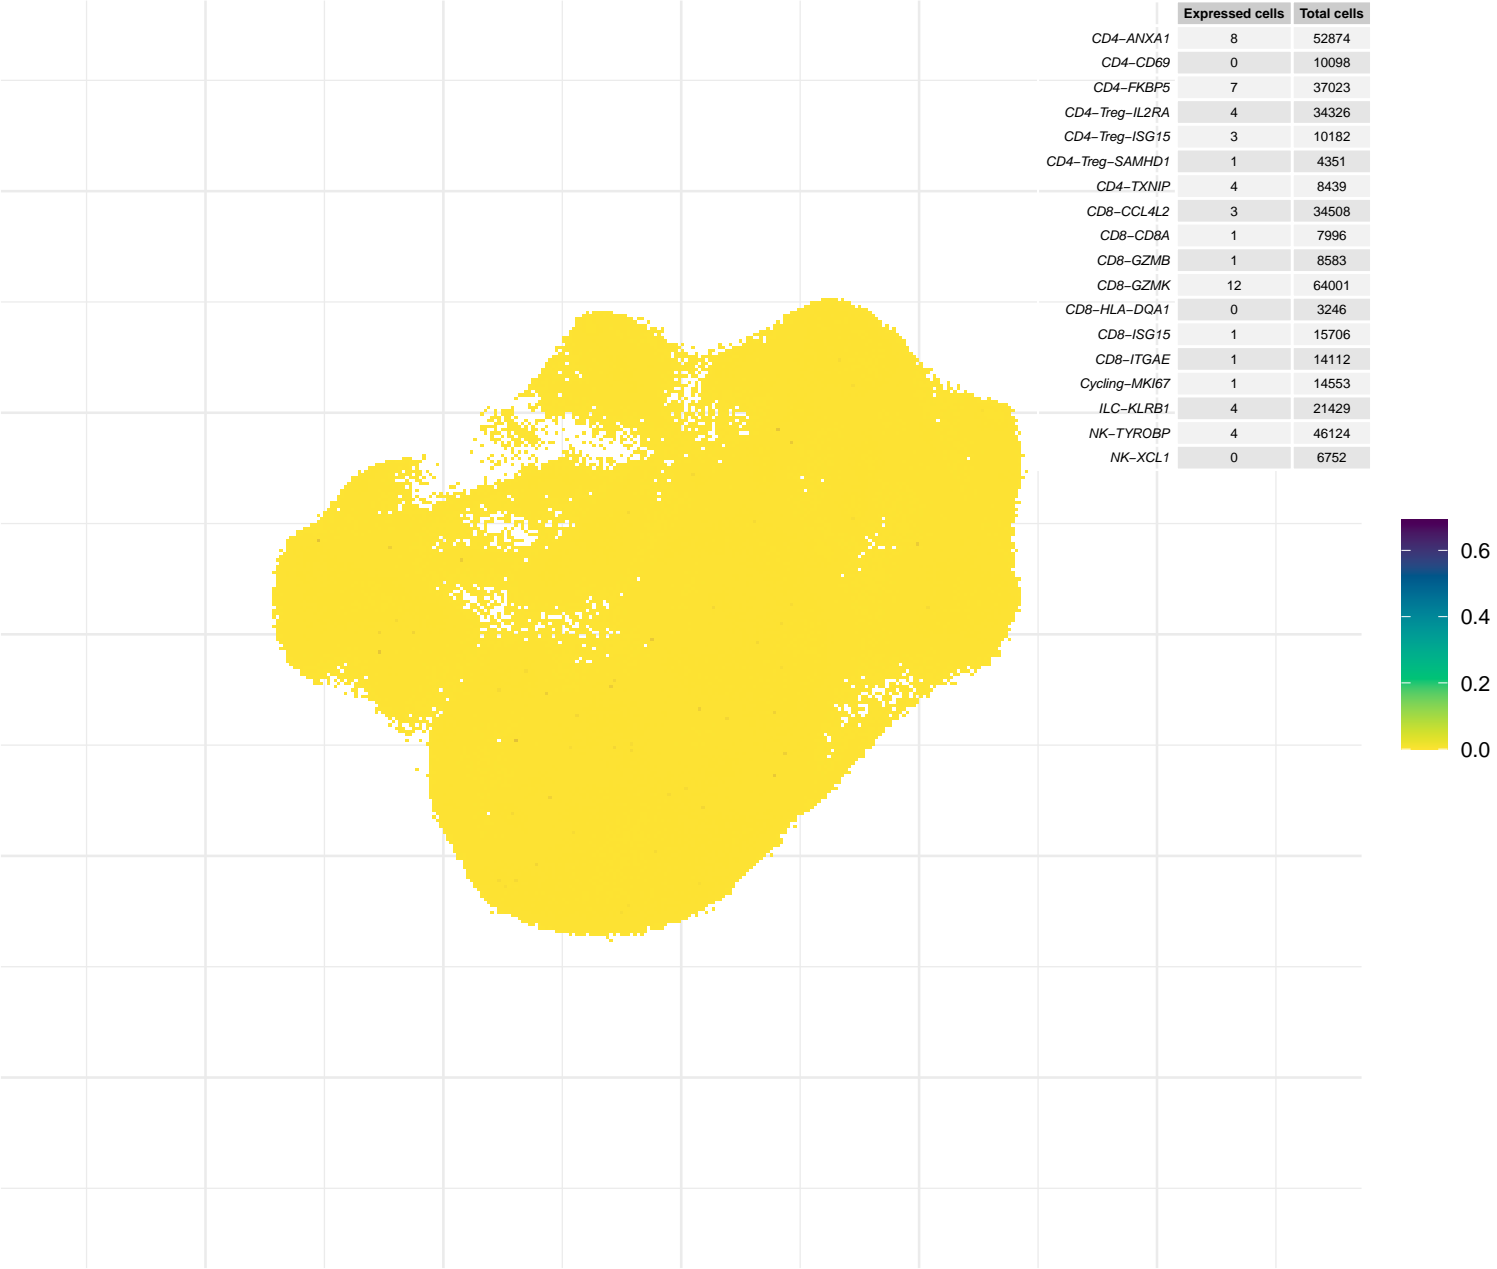 Expressed cells Total cells
CD4−ANXA1 8 52874
CD4−CD69 0 10098
CD4−FKBP5 7 37023
CD4−Treg−IL2RA 4 34326
CD4−Treg−ISG15 3 10182
CD4−Treg−SAMHD1 1 4351
CD4−TXNIP 4 8439
CD8−CCL4L2 3 34508
CD8−CD8A 1 7996
CD8−GZMB 1 8583
CD8−GZMK 12 64001
CD8−HLA−DQA1 0 3246
CD8−ISG15 1 15706
CD8−ITGAE 1 14112
Cycling−MKI67 1 14553
ILC−KLRB1 4 21429
NK−TYROBP 4 46124
NK−XCL1 0 6752
0.6
0.4
0.2
0.0